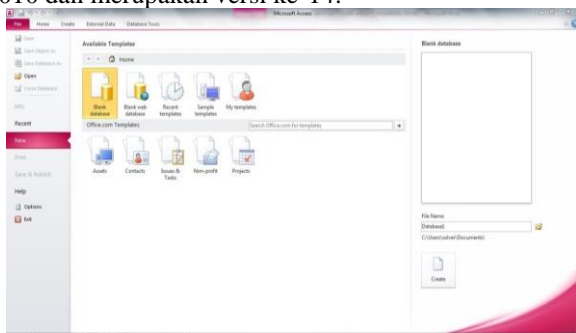 2010 dan merupakan versi ke-14.
Microsoft Access
File Home Create External Data Database Tools
Save
Save Object As
Save Database As
Open
Close Database
Info
Recent
New
Print
Save & Publish
Help
Options
Exit
Available Templates
Home
Blank database
Blank web database
Recent templates
Sample templates
My templates
Office.com Templates
Search Office.com for templates
Assets
Contacts
Issues & Tasks
Non-profit
Projects
Blank database
File Name
Database1
Create